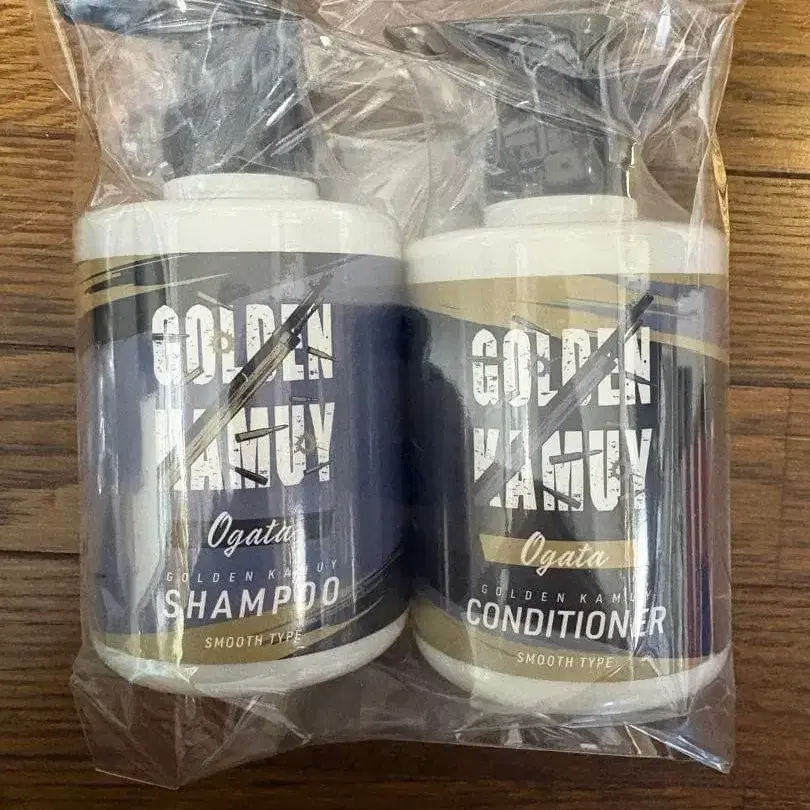 GOLDEN
KAMUY
Ogata
GOLDEN KAMUY
SHAMPOO
SMOOTH TYPE
GOLDEN
KAMUY
Ogata
GOLDEN KAMUY
CONDITIONER
SMOOTH TYPE